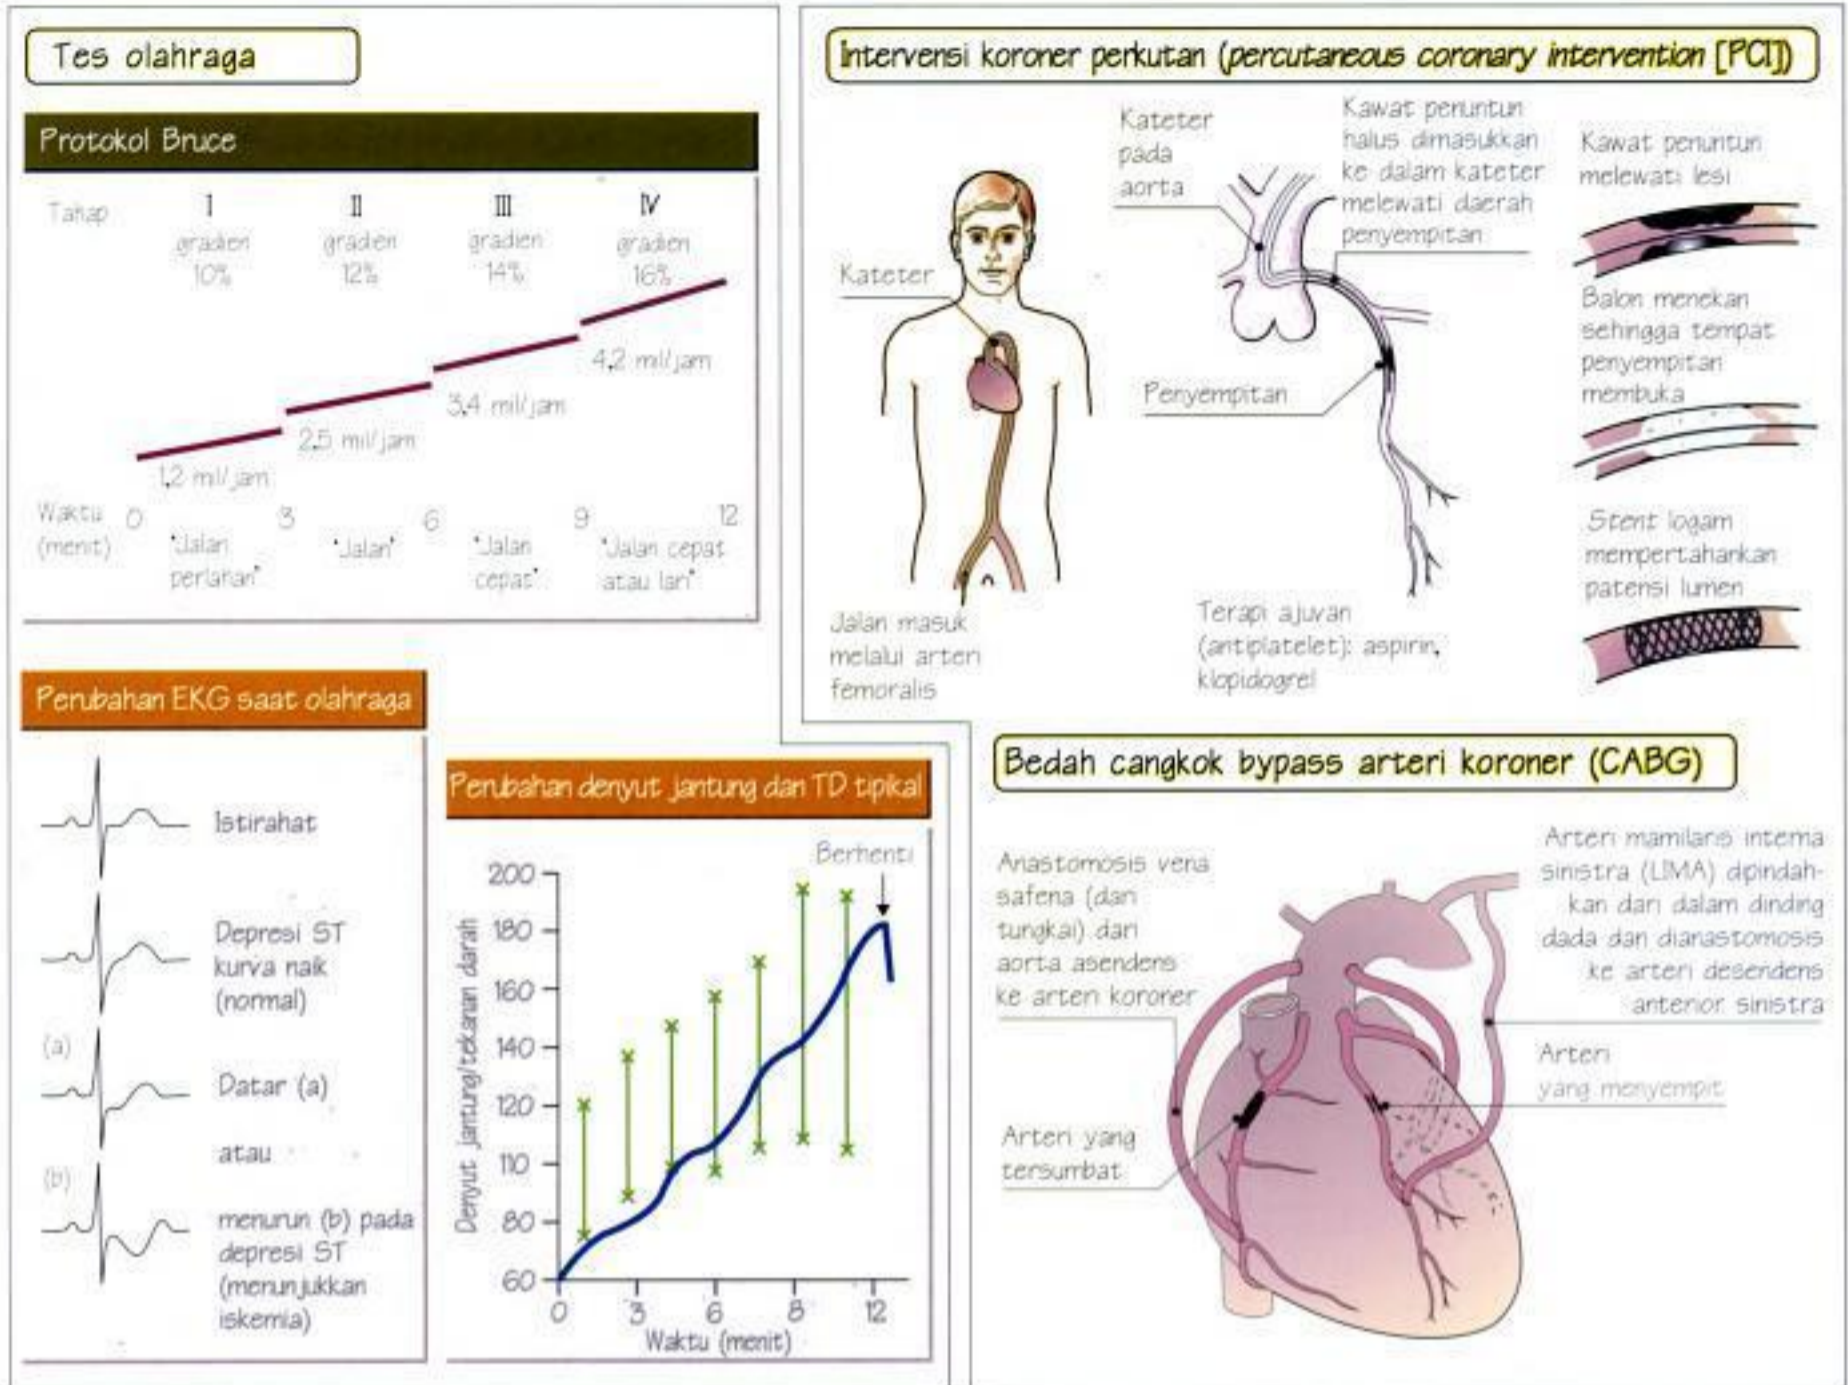 Tes olahraga
Protokol Bruce
Tahap
I
II
III
IV
gradien
10%
gradien
12%
gradien
14%
gradien
16%
1,2 mil/jam
2,5 mil/jam
3,4 mil/jam
4,2 mil/jam
Waktu
(menit)
0
3
6
9
12
"Jalan
perlahan"
"Jalan"
"Jalan
cepat"
"Jalan cepat
atau lari"
Perubahan EKG saat olahraga
Istirahat
Depresi ST
kurva naik
(normal)
(a)
Datar (a)
atau
(b)
menurun (b) pada
depresi ST
(menunjukkan
iskemia)
Perubahan denyut jantung dan TD tipikal
Berhenti
Denyut jantung/tekanan darah
200
180
160
140
120
110
80
60
0
3
6
8
12
Waktu (menit)
Intervensi koroner perkutan (percutaneous coronary intervention [PCI])
Kateter
Jalan masuk
melalui arteri
femoralis
Kateter
pada
aorta
Kawat penuntun
halus dimasukkan
ke dalam kateter
melewati daerah
penyempitan
Penyempitan
Terapi ajuvan
(antiplatelet): aspirin,
klopidogrel
Kawat penuntun
melewati lesi
Balon menekan
sehingga tempat
penyempitan
membuka
Stent logam
mempertahankan
patensi lumen
Bedah cangkok bypass arteri koroner (CABG)
Anastomosis vena
safena (dari
tungkai) dari
aorta asendens
ke arteri koroner
Arteri yang
tersumbat
Arteri mamilaris interna
sinistra (LIMA) dipindah-
kan dari dalam dinding
dada dan dianastomosis
ke arteri desendens
anterior sinistra
Arteri
yang menyempit